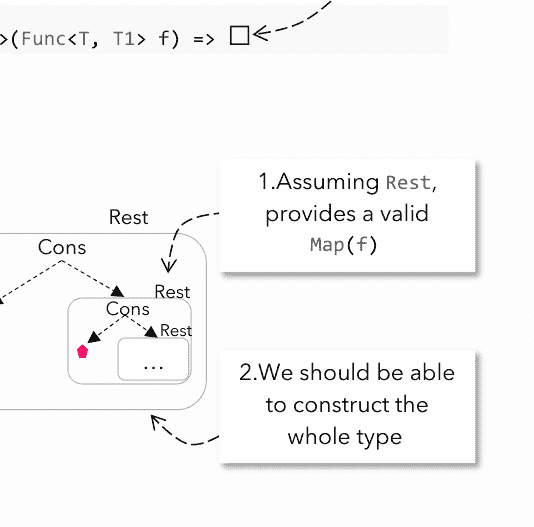 >(Func<T, T1> f) => □
1.Assuming Rest,
provides a valid
Map(f)
Rest
Cons
Rest
Cons
Rest
...
2.We should be able
to construct the
whole type